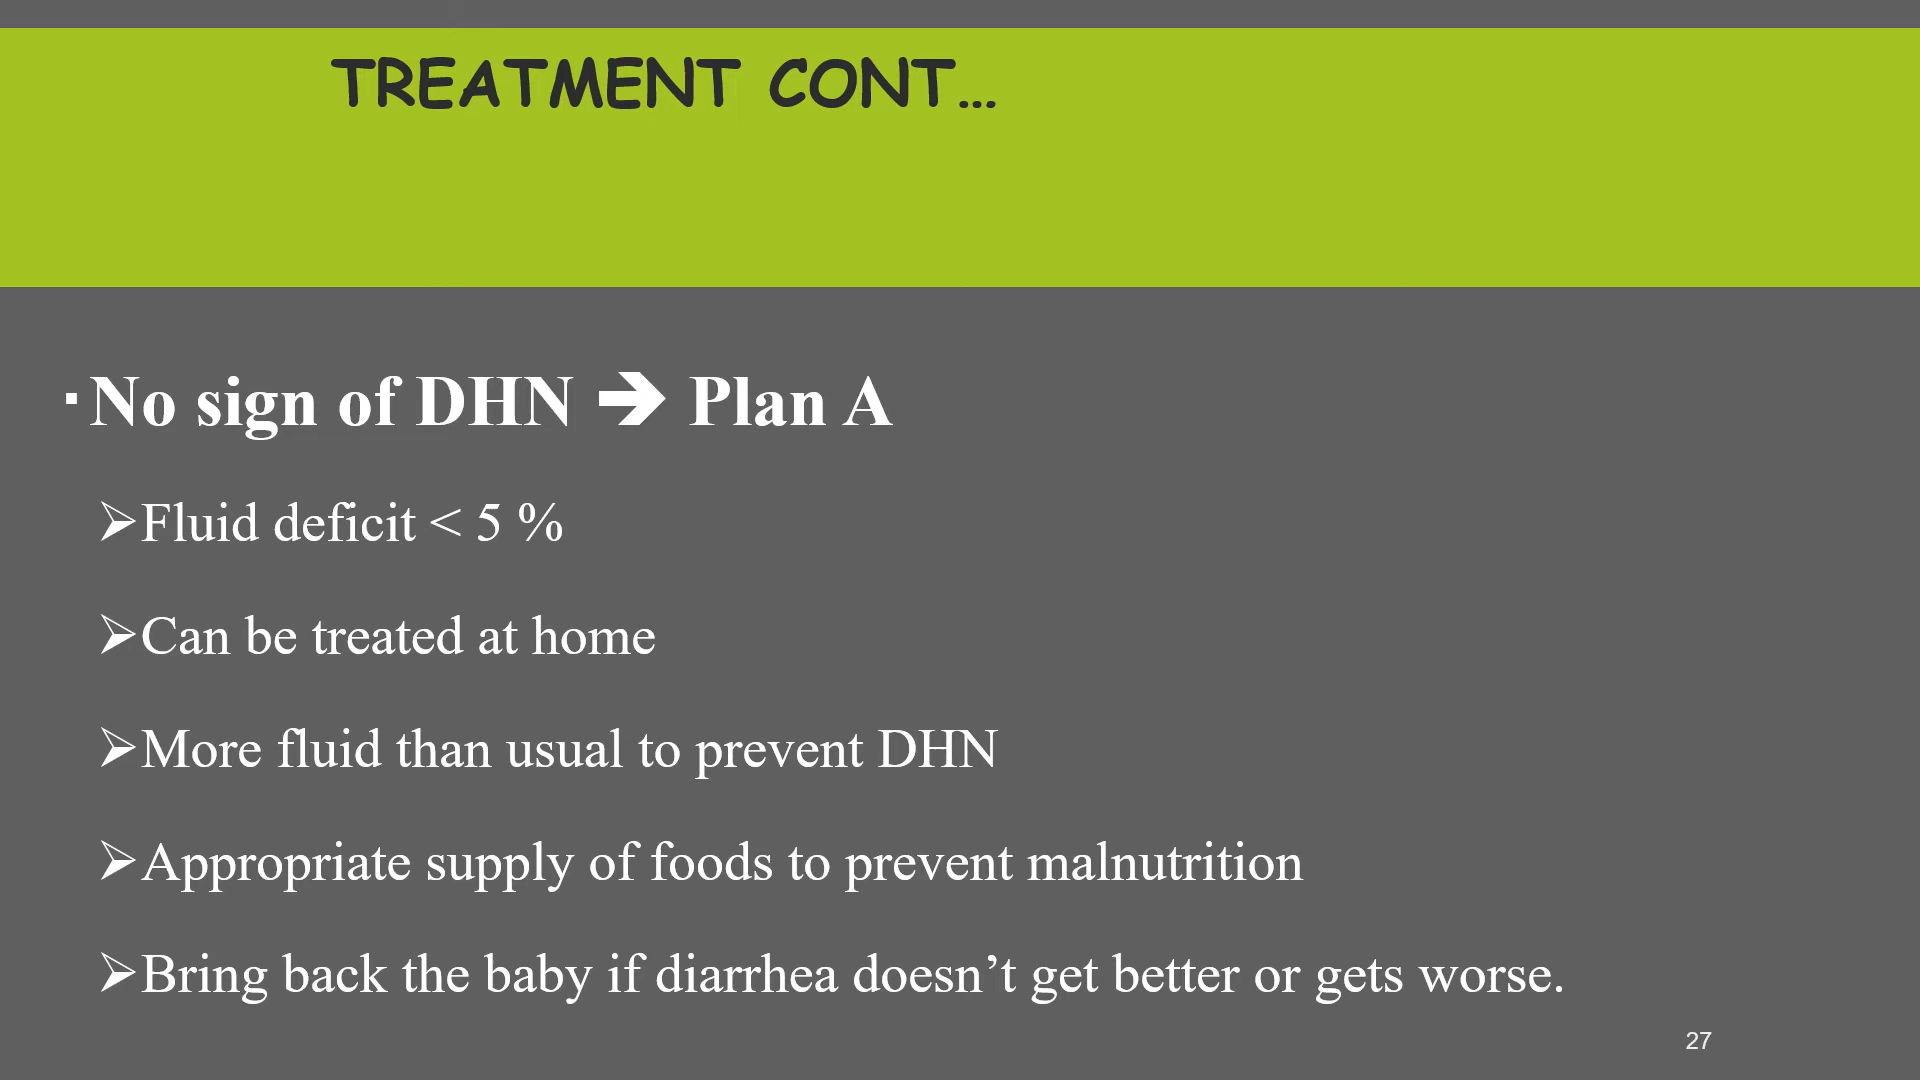 TREATMENT CONT…
▪No sign of DHN ➔ Plan A
➢Fluid deficit < 5 %
➢Can be treated at home
➢More fluid than usual to prevent DHN
➢Appropriate supply of foods to prevent malnutrition
➢Bring back the baby if diarrhea doesn’t get better or gets worse.
27